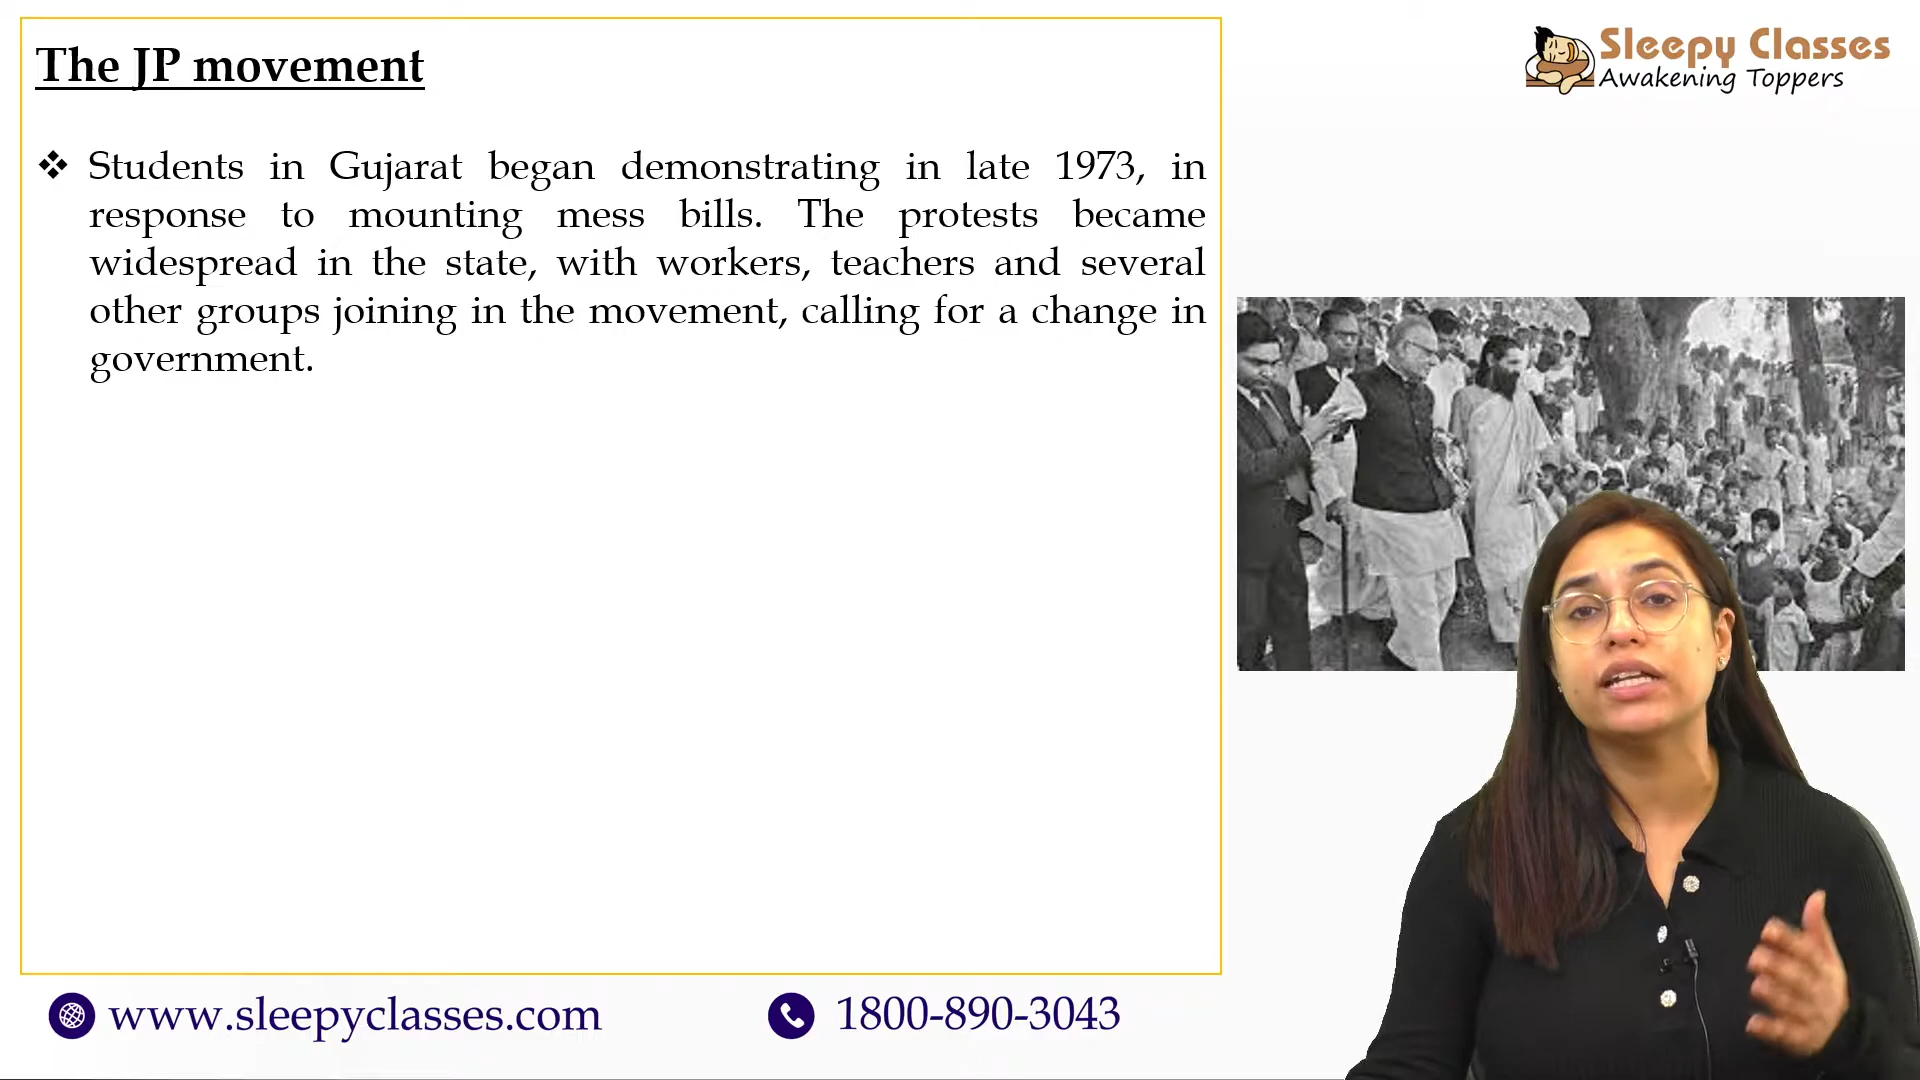 The JP movement
Sleepy Classes
Awakening Toppers
❖ Students in Gujarat began demonstrating in late 1973, in
response to mounting mess bills. The protests became
widespread in the state, with workers, teachers and several
other groups joining in the movement, calling for a change in
government.
www.sleepyclasses.com
1800-890-3043